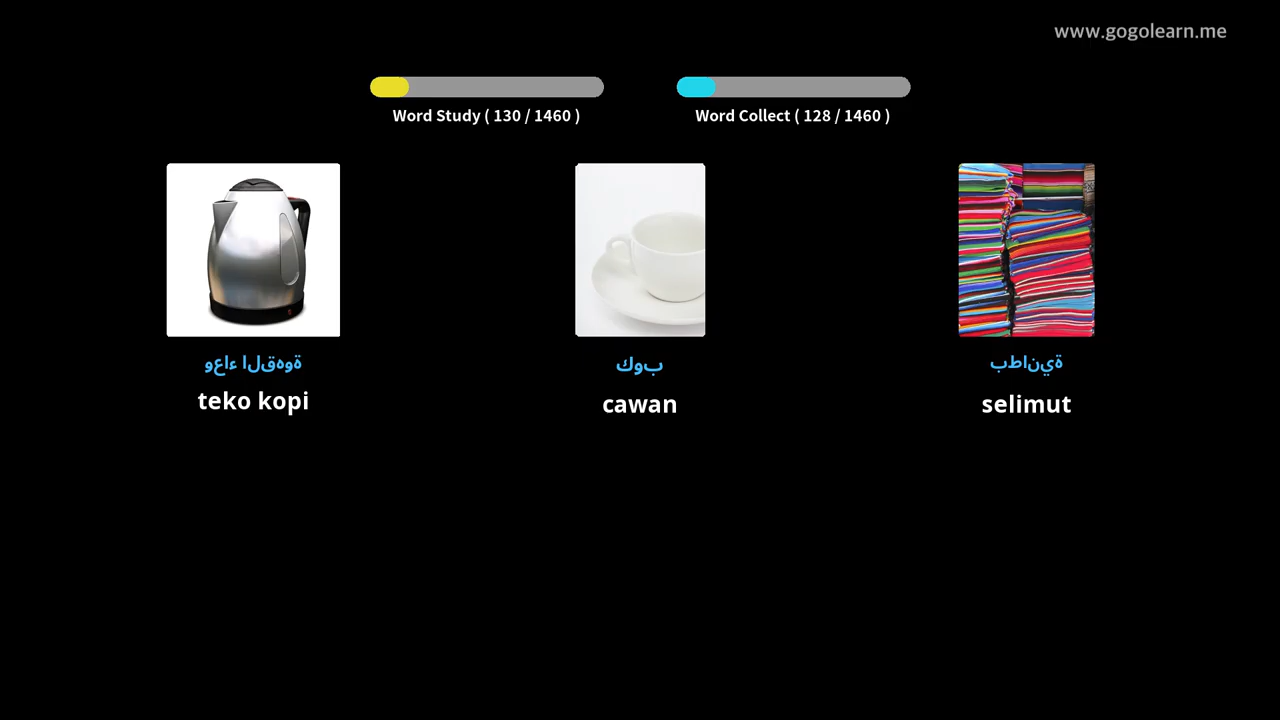 www.gogolearn.me
Word Study ( 130 / 1460 )
Word Collect ( 128 / 1460 )
وعاء القهوة
teko kopi
كوب
cawan
بطانية
selimut